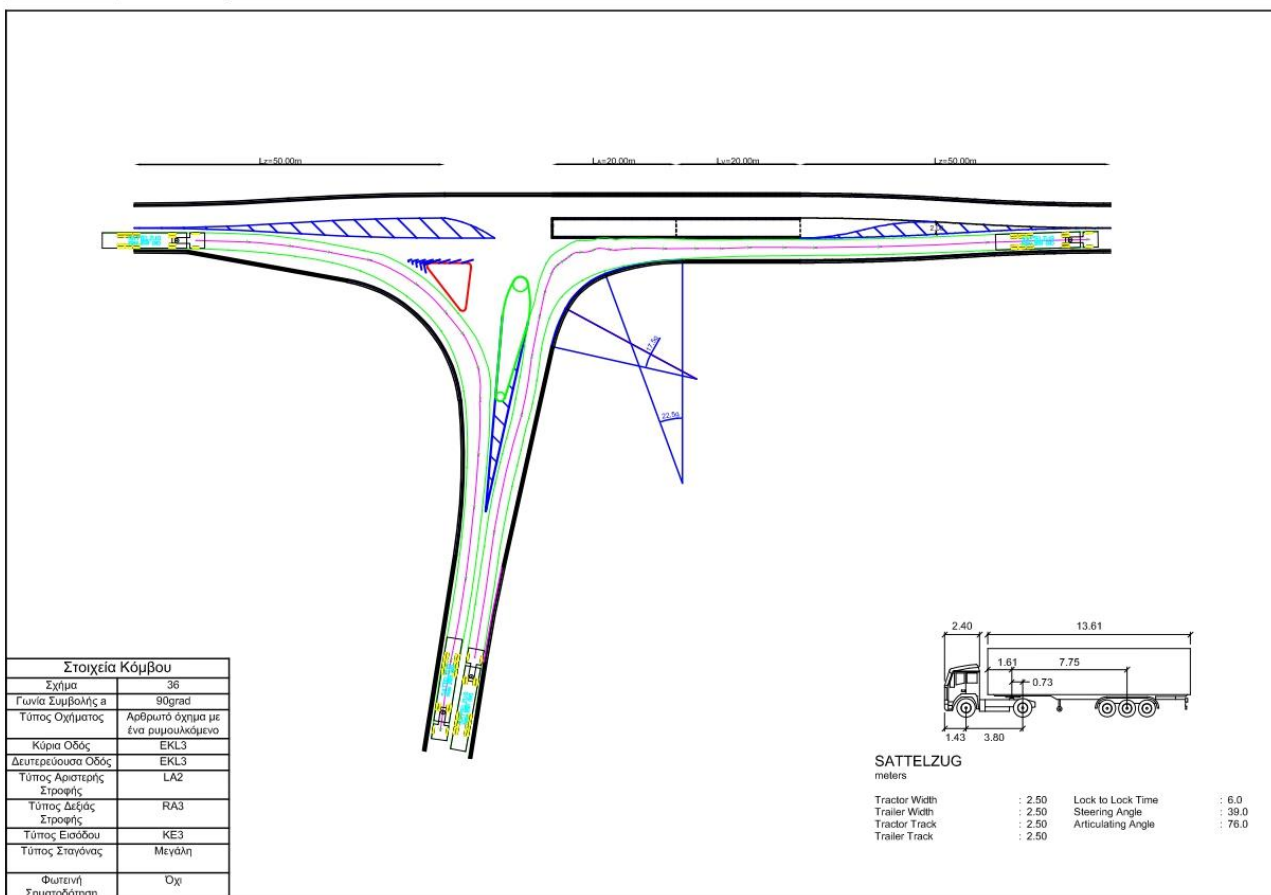 Lz=50.00m
LA=20.00m
Lv=20.00m
Lz=50.00m
17.5g
22.5g
Στοιχεία Κόμβου
Σχήμα 36
Γωνία Συμβολής a 90grad
Τύπος Οχήματος Αρθρωτό όχημα με
ένα ρυμουλκόμενο
Κύρια Οδός EKL3
Δευτερεύουσα Οδός EKL3
Τύπος Αριστερής LA2
Στροφής
Τύπος Δεξιάς RA3
Στροφής
Τύπος Εισόδου KE3
Τύπος Σταγόνας Μεγάλη
Φωτεινή Όχι
Σηματοδότηση
2.40
13.61
1.61
7.75
0.73
1.43
3.80
SATTELZUG
meters
Tractor Width : 2.50 Lock to Lock Time : 6.0
Trailer Width : 2.50 Steering Angle : 39.0
Tractor Track : 2.50 Articulating Angle : 76.0
Trailer Track : 2.50